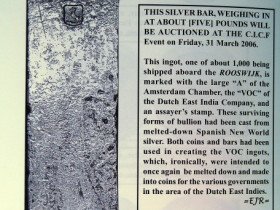 THIS SILVER BAR, WEIGHING IN
AT ABOUT [FIVE] POUNDS WILL
BE AUCTIONED AT THE C.I.C.F
Event on Friday, 31 March 2006.
This ingot, one of about 1,000 being
shipped aboard the ROOSWIJK, is
marked with the large "A" of the
Amsterdam Chamber, the "VOC" of
the Dutch East India Company, and
an assayer's stamp. These surviving
forms of bullion had been cast from
melted-down Spanish New World
silver. Both coins and bars had been
used in creating the VOC ingots,
which, ironically, were intended to
once again be melted down and made
into coins for the various governments
in the area of the Dutch East Indies.
=EJR=